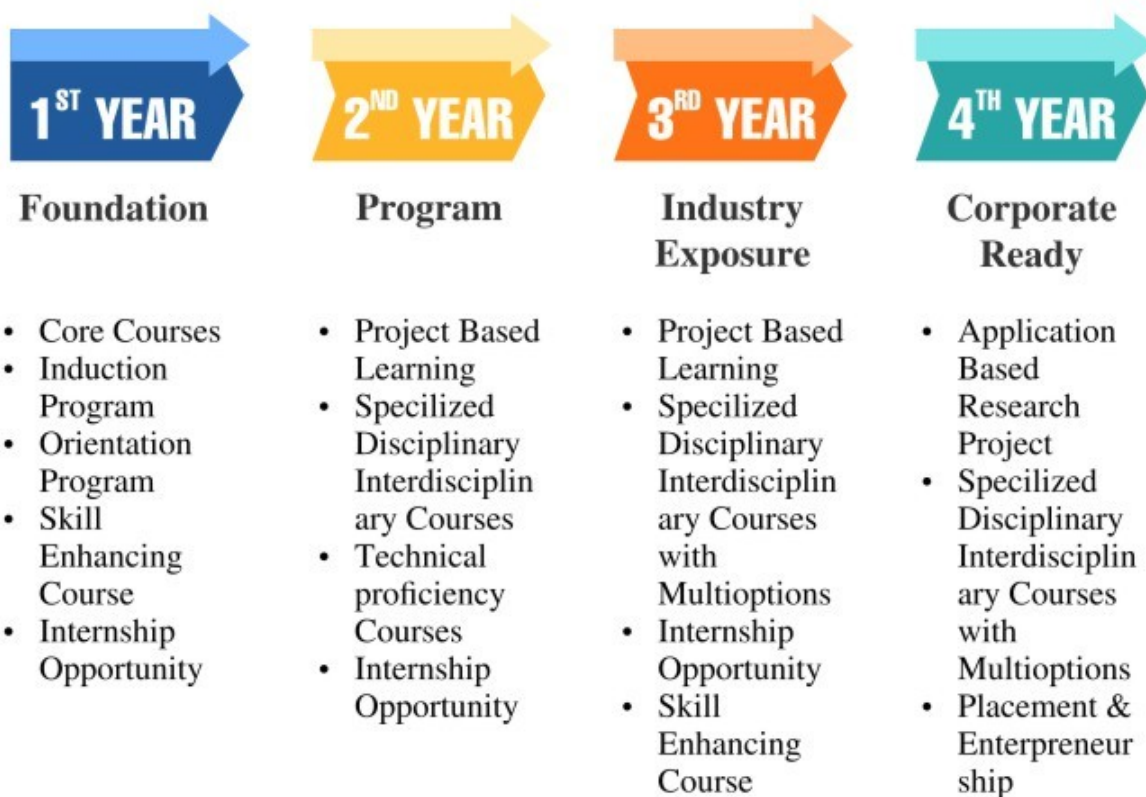 1ST YEAR
Foundation
• Core Courses
• Induction
Program
• Orientation
Program
• Skill
Enhancing
Course
• Internship
Opportunity
2ND YEAR
Program
• Project Based
Learning
• Specilized
Disciplinary
Interdisciplin
ary Courses
• Technical
proficiency
Courses
• Internship
Opportunity
3RD YEAR
Industry
Exposure
• Project Based
Learning
• Specilized
Disciplinary
Interdisciplin
ary Courses
with
Multioptions
• Internship
Opportunity
• Skill
Enhancing
Course
4TH YEAR
Corporate
Ready
• Application
Based
Research
Project
• Specilized
Disciplinary
Interdisciplin
ary Courses
with
Multioptions
• Placement &
Enterpreneur
ship